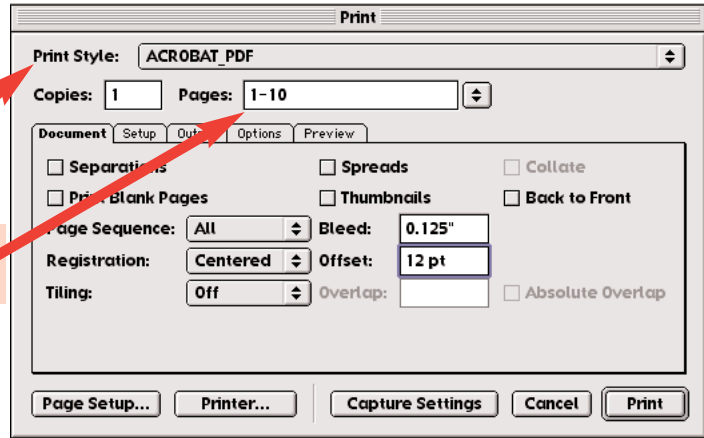 Print
Print Style: ACROBAT_PDF
Copies: 1 Pages: 1-10
Document Setup Output Options Preview
Separations Spreads Collate
Print Blank Pages Thumbnails Back to Front
Page Sequence: All Bleed: 0.125"
Registration: Centered Offset: 12 pt
Tiling: Off Overlap: Absolute Overlap
Page Setup... Printer... Capture Settings Cancel Print